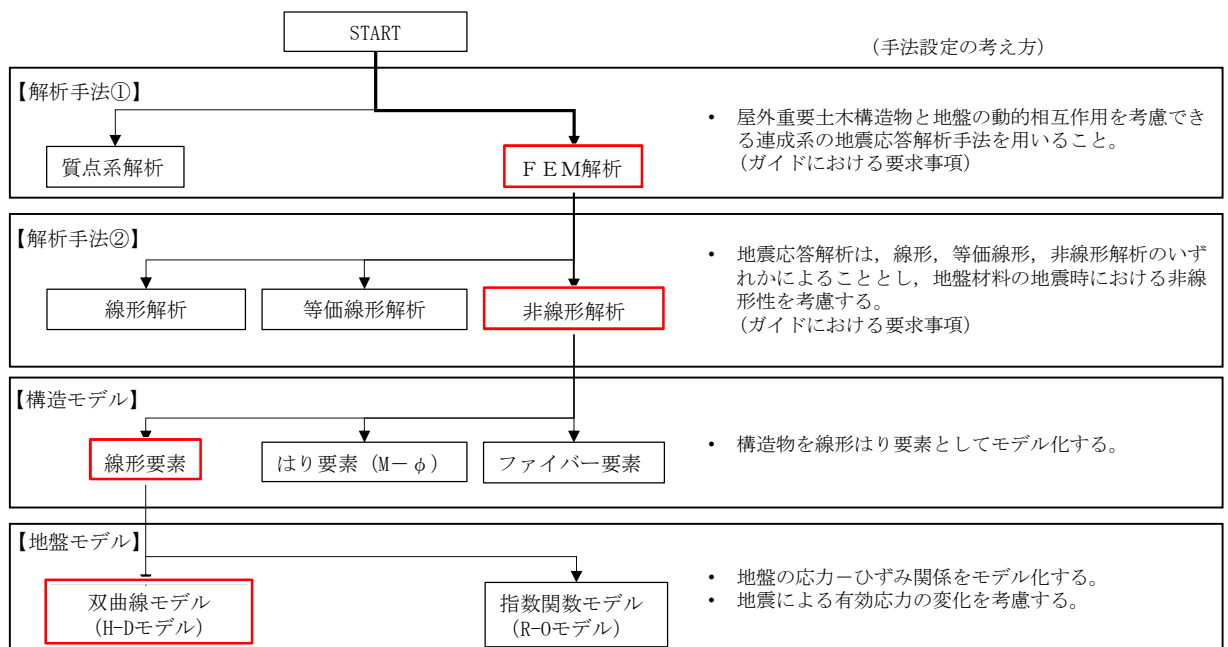 START
（手法設定の考え方）
【解析手法①】
質点系解析
ＦＥＭ解析
・ 屋外重要土木構造物と地盤の動的相互作用を考慮でき
る連成系の地震応答解析手法を用いること。
（ガイドにおける要求事項）
【解析手法②】
線形解析
等価線形解析
非線形解析
・ 地震応答解析は，線形，等価線形，非線形解析のいず
れかによることとし，地盤材料の地震時における非線
形性を考慮する。
（ガイドにおける要求事項）
【構造モデル】
線形要素
はり要素（M－φ）
ファイバー要素
・ 構造物を線形はり要素としてモデル化する。
【地盤モデル】
双曲線モデル
(H-Dモデル)
指数関数モデル
(R-Oモデル)
・ 地盤の応力－ひずみ関係をモデル化する。
・ 地震による有効応力の変化を考慮する。